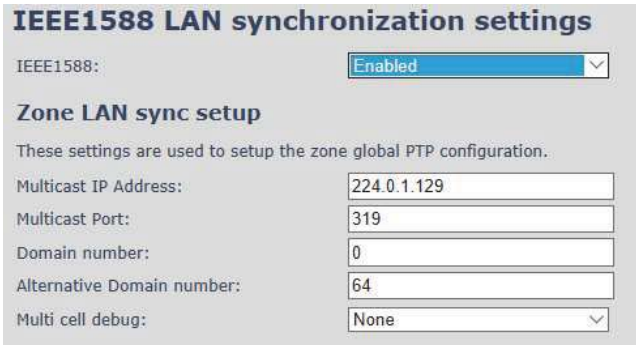 IEEE1588 LAN synchronization settings
IEEE1588: Enabled
Zone LAN sync setup
These settings are used to setup the zone global PTP configuration.
Multicast IP Address: 224.0.1.129
Multicast Port: 319
Domain number: 0
Alternative Domain number: 64
Multi cell debug: None